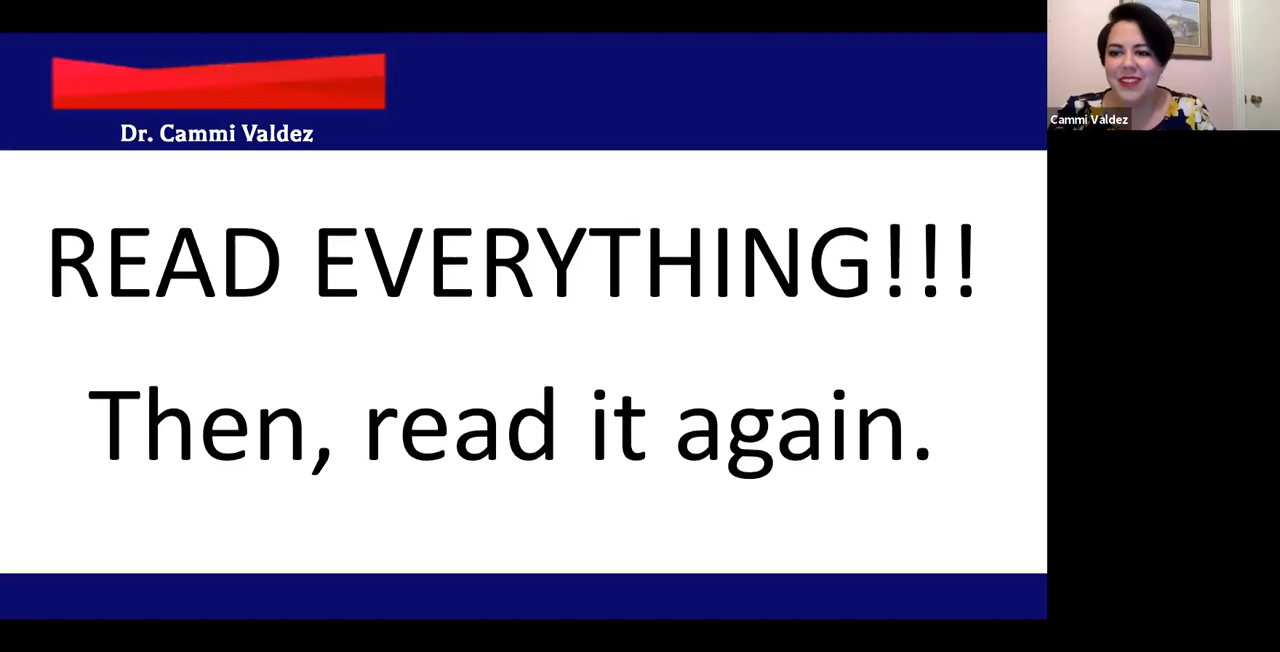 Dr. Cammi Valdez
Cammi Valdez
READ EVERYTHING!!!
Then, read it again.